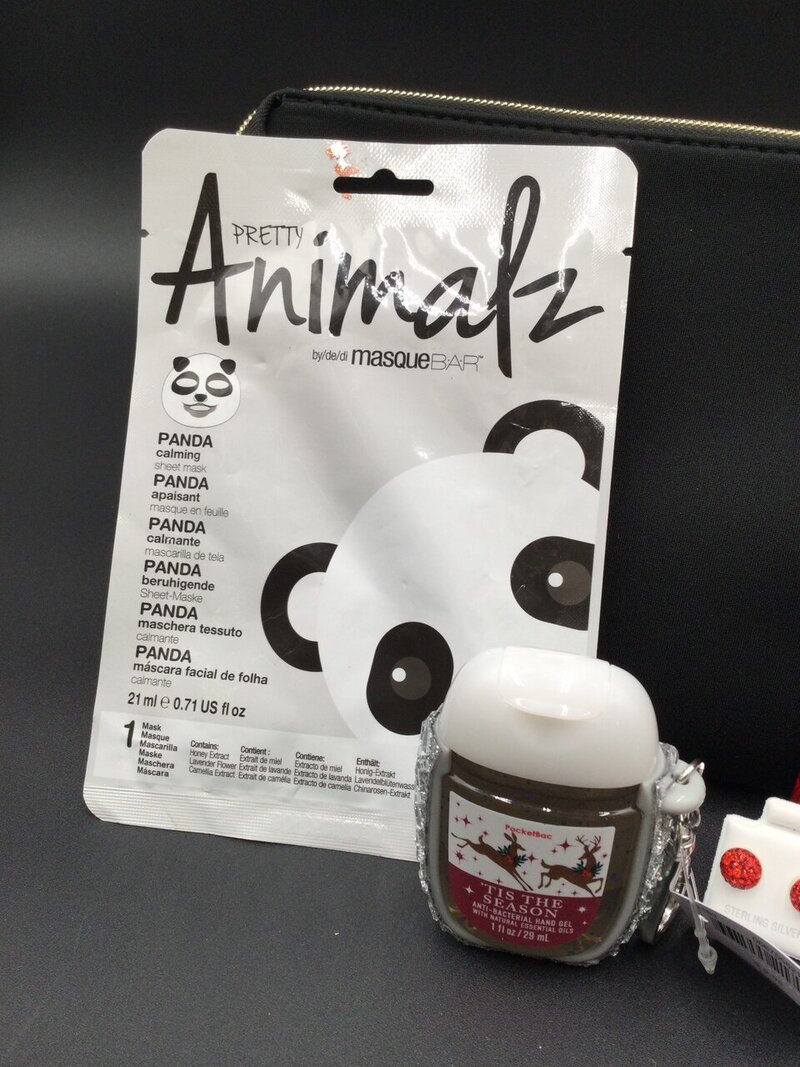 PRETTY
Animalz
by/de/di masqueBAR™
PANDA
calming
sheet mask
PANDA
apaisant
masque en feuille
PANDA
calmante
mascarilla de tela
PANDA
beruhigende
Sheet-Maske
PANDA
maschera tessuto
calmante
PANDA
máscara facial de folha
calmante
21 ml ℮ 0.71 US fl oz
1
Mask
Masque
Mascarilla
Maske
Maschera
Máscara
Contains:
Honey Extract
Lavender Flower
Camellia Extract
Contient :
Extrait de miel
Extrait de lavande
Extrait de camélia
Contiene:
Extracto de miel
Extracto de lavanda
Extracto de camelia
Enthält:
Honig-Extrakt
Lavendelblütenwass
Chinarosen-Extrakt
PocketBac
'TIS THE
SEASON
ANTI-BACTERIAL HAND GEL
WITH NATURAL ESSENTIAL OILS
1 fl oz / 29 mL
STERLING SILVER